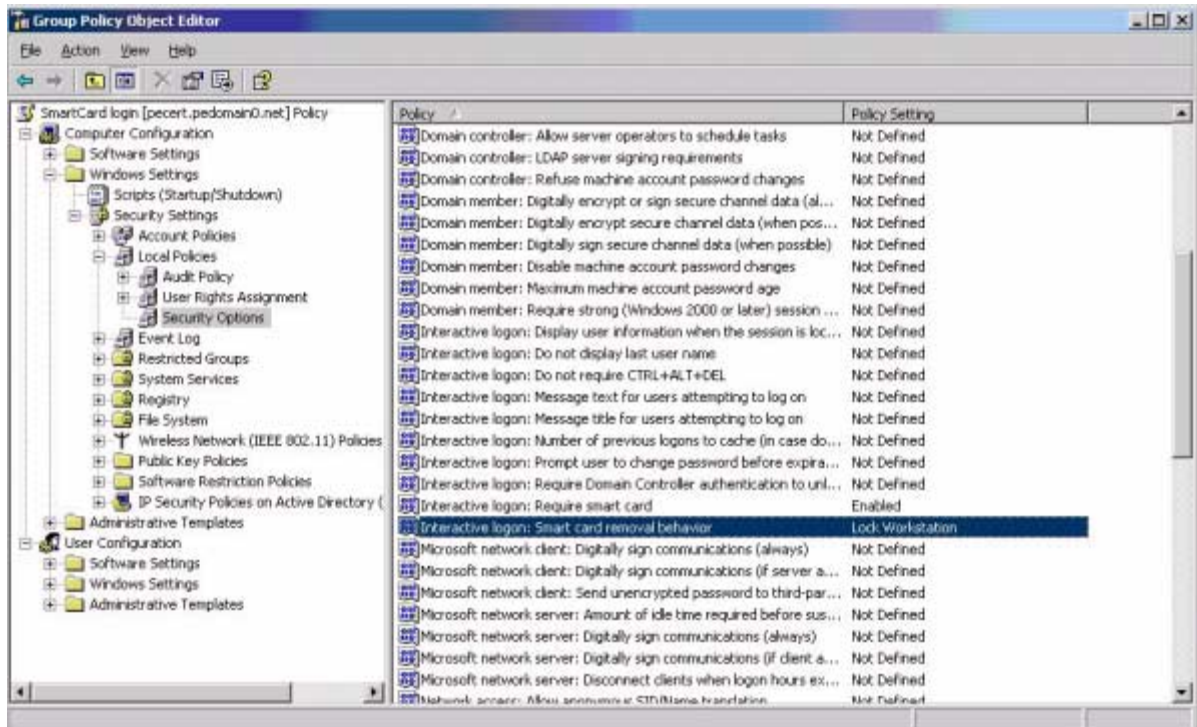 Group Policy Object Editor
File Action View Help
SmartCard login [pecert.pedomain0.net] Policy
Computer Configuration
Software Settings
Windows Settings
Scripts (Startup/Shutdown)
Security Settings
Account Policies
Local Policies
Audit Policy
User Rights Assignment
Security Options
Event Log
Restricted Groups
System Services
Registry
File System
Wireless Network (IEEE 802.11) Policies
Public Key Policies
Software Restriction Policies
IP Security Policies on Active Directory (
Administrative Templates
User Configuration
Software Settings
Windows Settings
Administrative Templates
Policy Policy Setting
Domain controller: Allow server operators to schedule tasks Not Defined
Domain controller: LDAP server signing requirements Not Defined
Domain controller: Refuse machine account password changes Not Defined
Domain member: Digitally encrypt or sign secure channel data (al... Not Defined
Domain member: Digitally encrypt secure channel data (when pos... Not Defined
Domain member: Digitally sign secure channel data (when possible) Not Defined
Domain member: Disable machine account password changes Not Defined
Domain member: Maximum machine account password age Not Defined
Domain member: Require strong (Windows 2000 or later) session ... Not Defined
Interactive logon: Display user information when the session is loc... Not Defined
Interactive logon: Do not display last user name Not Defined
Interactive logon: Do not require CTRL+ALT+DEL Not Defined
Interactive logon: Message text for users attempting to log on Not Defined
Interactive logon: Message title for users attempting to log on Not Defined
Interactive logon: Number of previous logons to cache (in case do... Not Defined
Interactive logon: Prompt user to change password before expira... Not Defined
Interactive logon: Require Domain Controller authentication to unl... Not Defined
Interactive logon: Require smart card Enabled
Interactive logon: Smart card removal behavior Lock Workstation
Microsoft network client: Digitally sign communications (always) Not Defined
Microsoft network client: Digitally sign communications (if server a... Not Defined
Microsoft network client: Send unencrypted password to third-par... Not Defined
Microsoft network server: Amount of idle time required before sus... Not Defined
Microsoft network server: Digitally sign communications (always) Not Defined
Microsoft network server: Digitally sign communications (if client a... Not Defined
Microsoft network server: Disconnect clients when logon hours ex... Not Defined
Network access: Allow anonymous SID/Name translation Not Defined